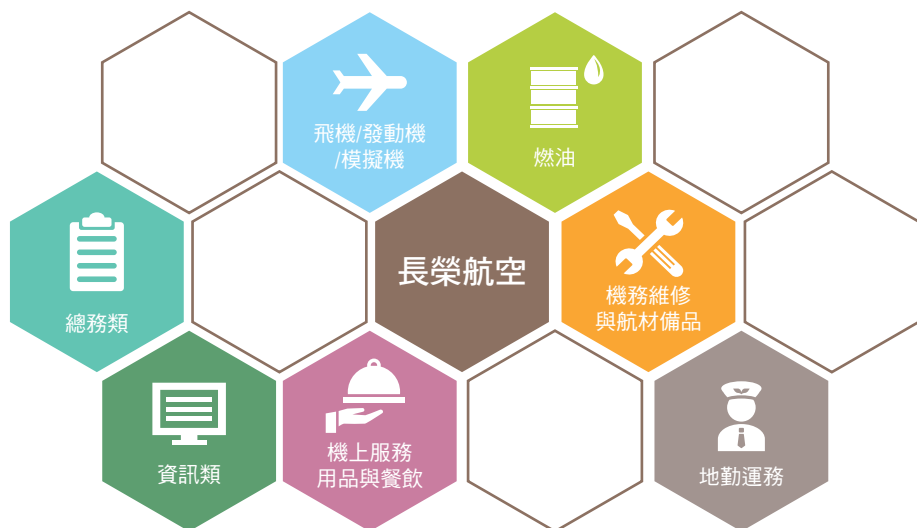 飛機/發動機
/模擬機
燃油
總務類
長榮航空
機務維修
與航材備品
資訊類
機上服務
用品與餐飲
地勤運務